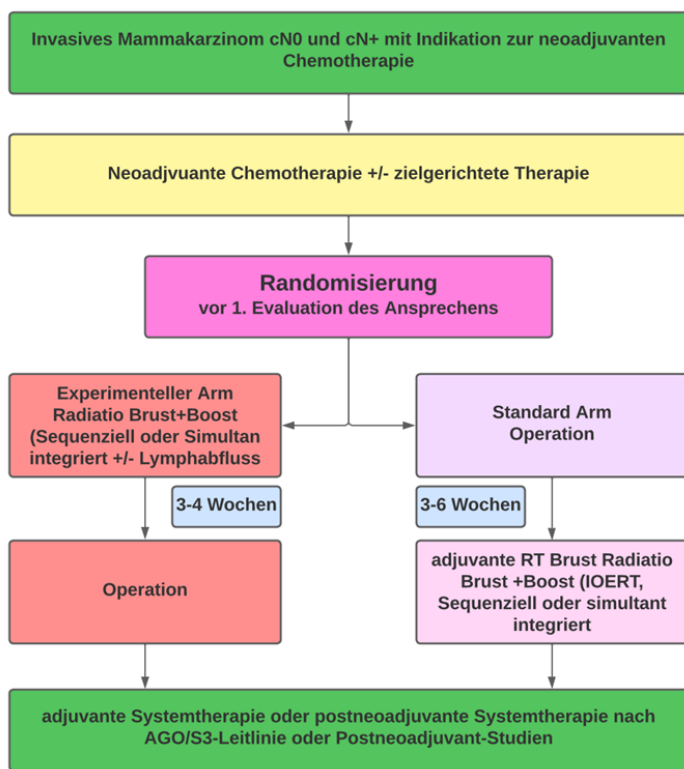 Invasives Mammakarzinom cN0 und cN+ mit Indikation zur neoadjuvanten
Chemotherapie
Neoadjvuante Chemotherapie +/- zielgerichtete Therapie
Randomisierung
vor 1. Evaluation des Ansprechens
Experimenteller Arm
Radiatio Brust+Boost
(Sequenziell oder Simultan
integriert +/- Lymphabfluss
Standard Arm
Operation
3-4 Wochen
3-6 Wochen
Operation
adjuvante RT Brust Radiatio
Brust +Boost (IOERT,
Sequenziell oder simultant
integriert
adjuvante Systemtherapie oder postneoadjuvante Systemtherapie nach
AGO/S3-Leitlinie oder Postneoadjuvant-Studien